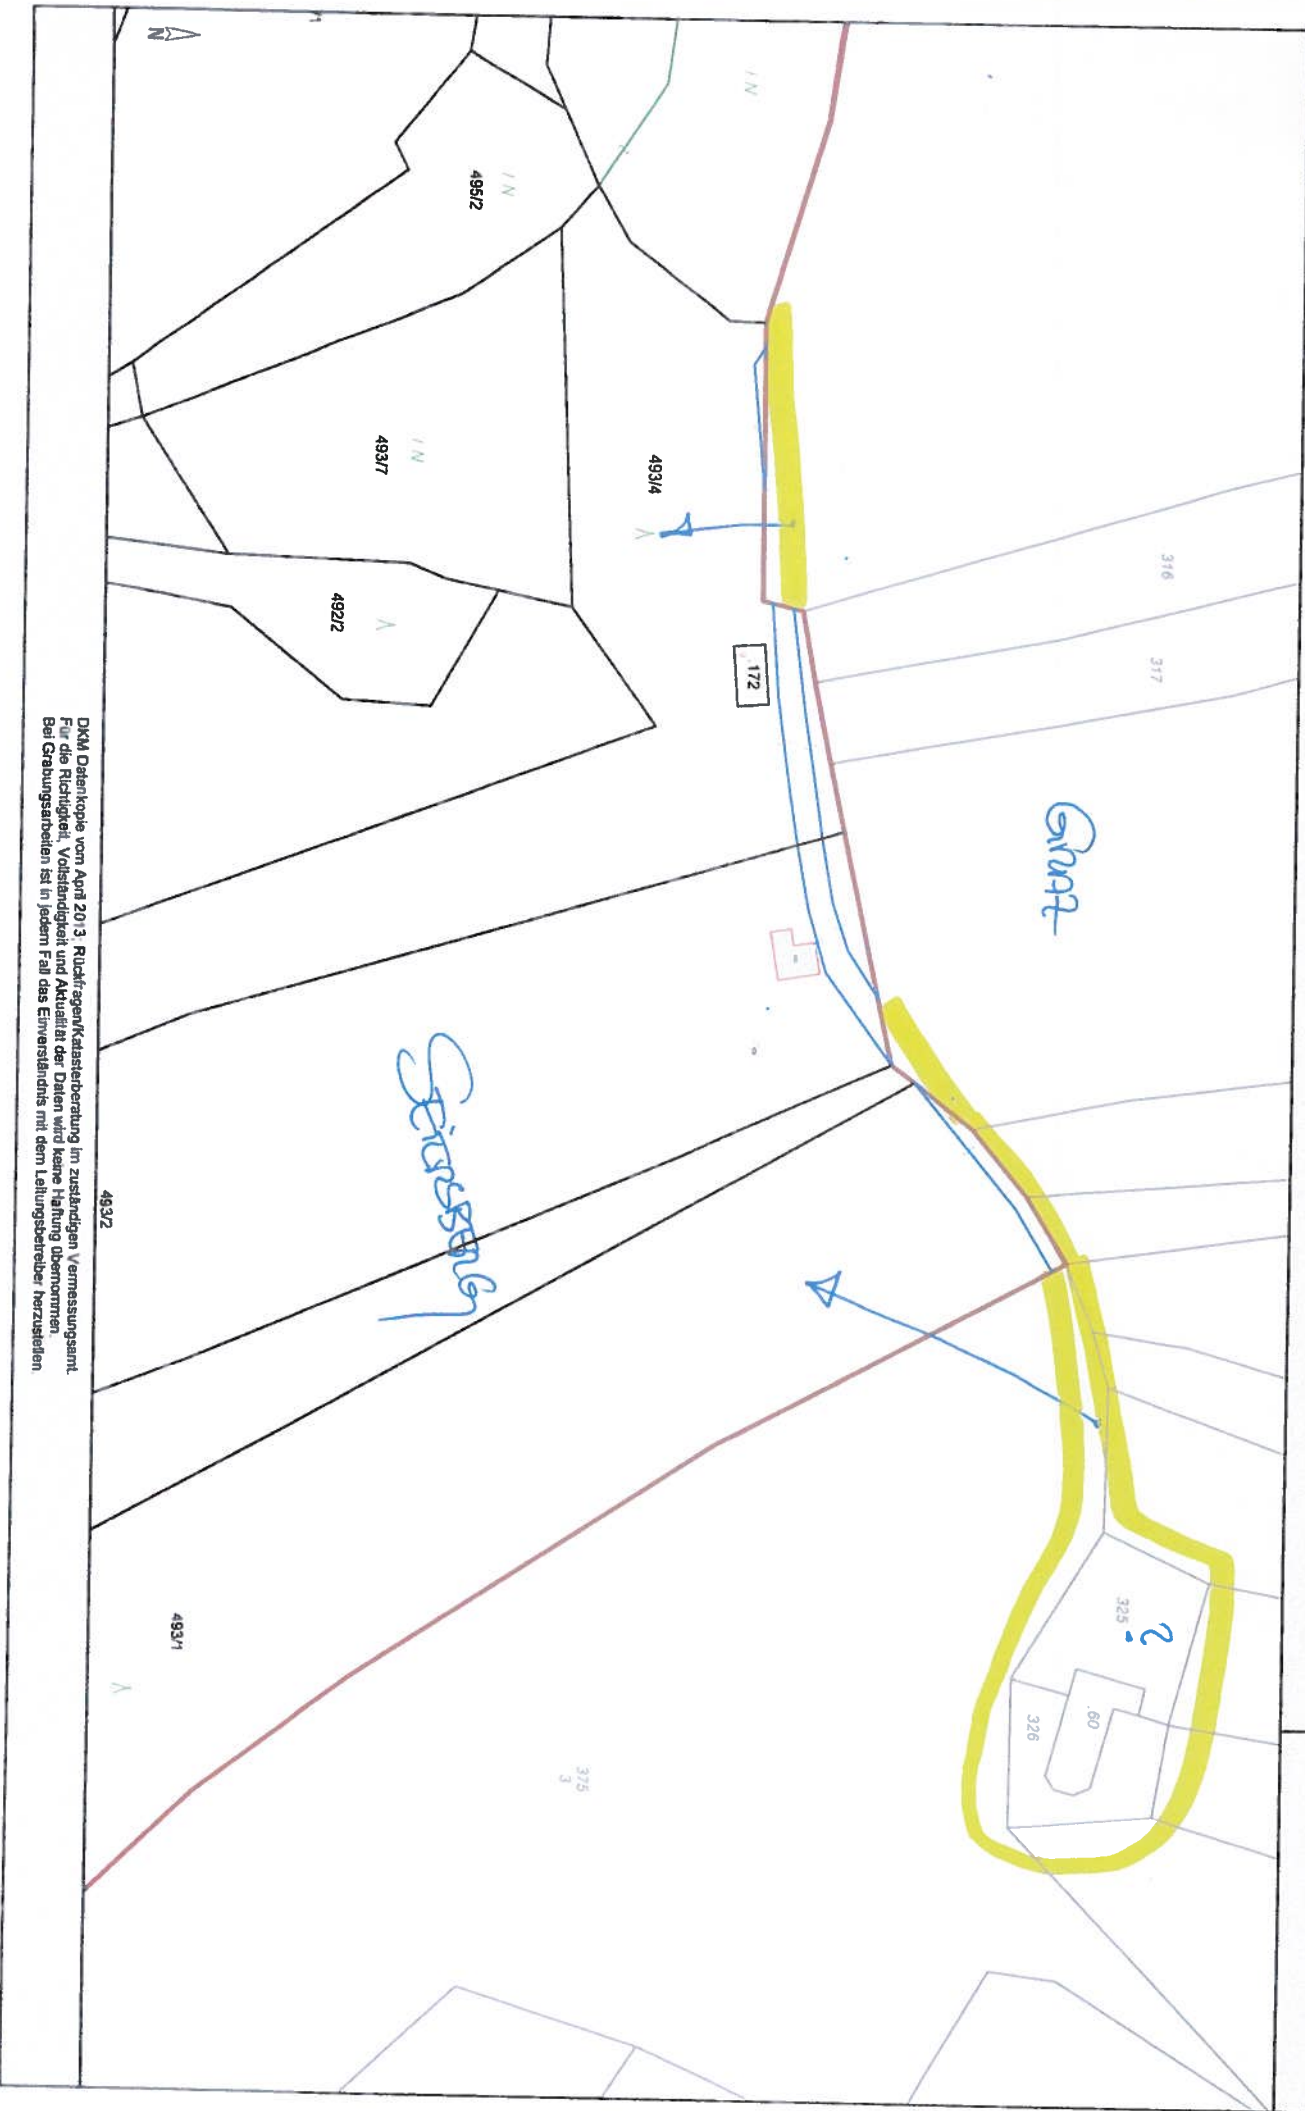 316
317
GRAZ
325 ?
.60
326
493/4
.172
375
3
495/2
493/7
492/2
SEIERSBERG
493/1
493/2
N
DKM Datenkopie vom April 2013; Rückfragen/Katasterberatung im zuständigen Vermessungsamt.
Für die Richtigkeit, Vollständigkeit und Aktualität der Daten wird keine Haftung übernommen.
Bei Grabungsarbeiten ist in jedem Fall das Einverständnis mit dem Leitungsbetreiber herzustellen.